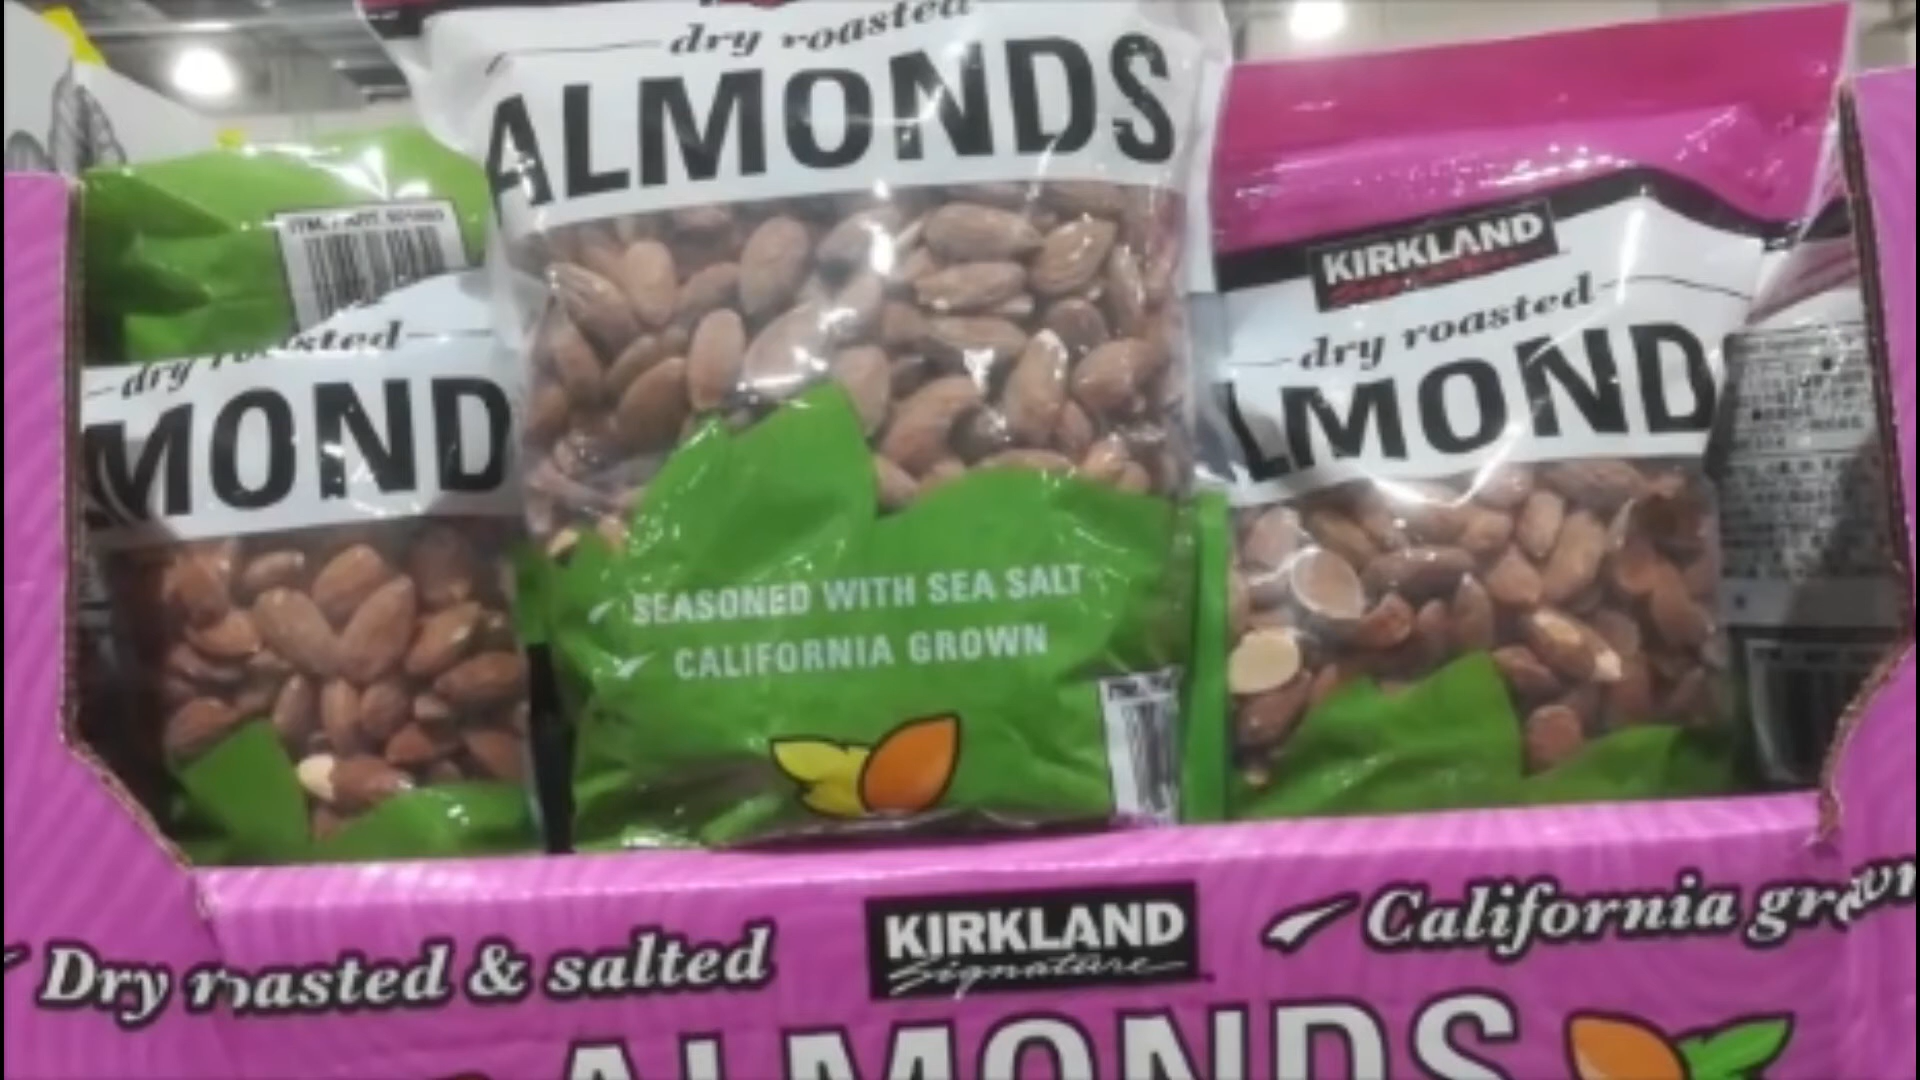 dry roasted
ALMONDS
dry roasted
MOND
KIRKLAND
dry roasted
LMOND
SEASONED WITH SEA SALT
CALIFORNIA GROWN
Dry roasted & salted
KIRKLAND
Signature
California grown
ALMONDS